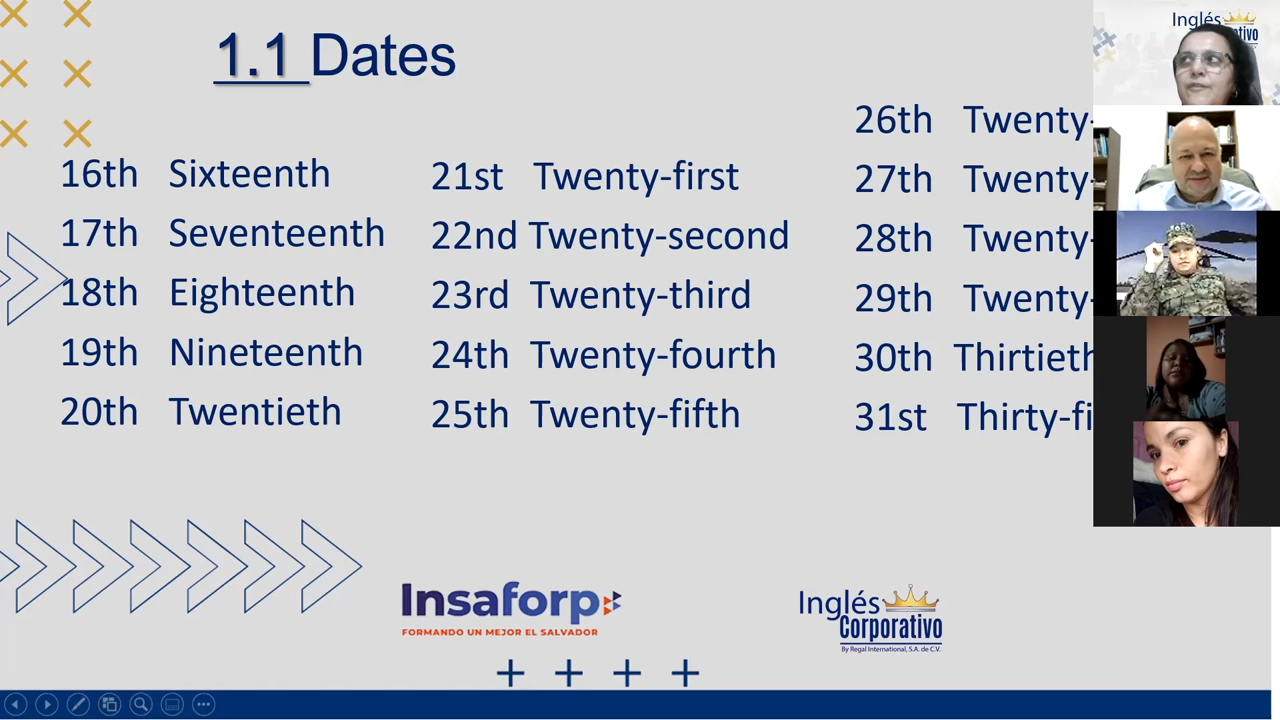 1.1 Dates
16th Sixteenth
17th Seventeenth
18th Eighteenth
19th Nineteenth
20th Twentieth
21st Twenty-first
22nd Twenty-second
23rd Twenty-third
24th Twenty-fourth
25th Twenty-fifth
26th Twenty-
27th Twenty-
28th Twenty-
29th Twenty-
30th Thirtieth
31st Thirty-fi
Insaforp
FORMANDO UN MEJOR EL SALVADOR
Inglés
Corporativo
By Regal International, S.A. de C.V.
Inglés